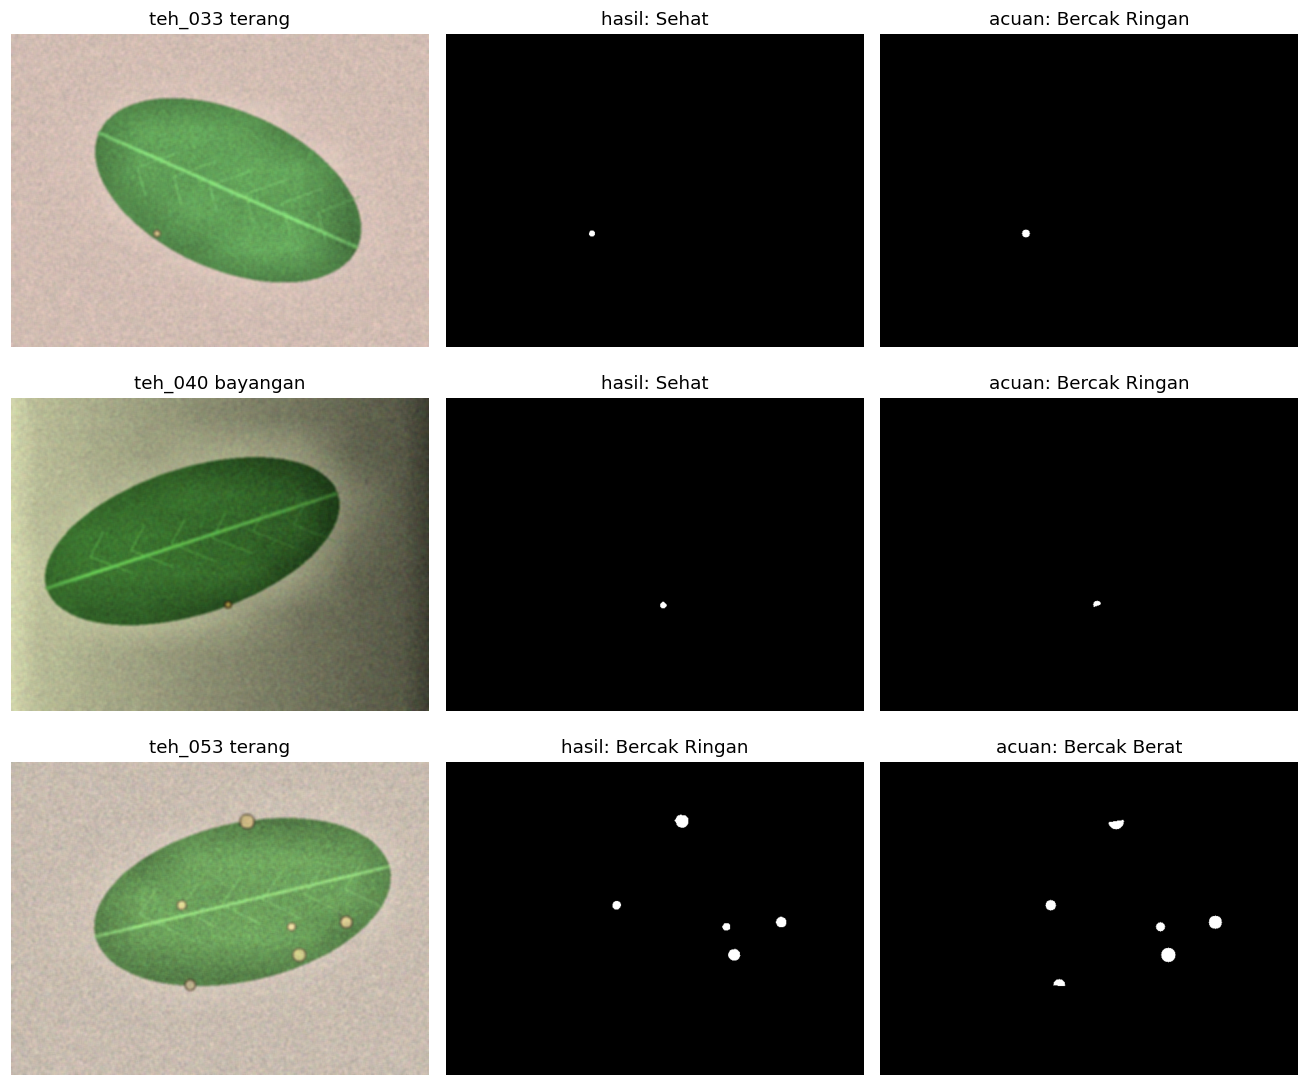 teh_033 terang
hasil: Sehat
acuan: Bercak Ringan
teh_040 bayangan
hasil: Sehat
acuan: Bercak Ringan
teh_053 terang
hasil: Bercak Ringan
acuan: Bercak Berat